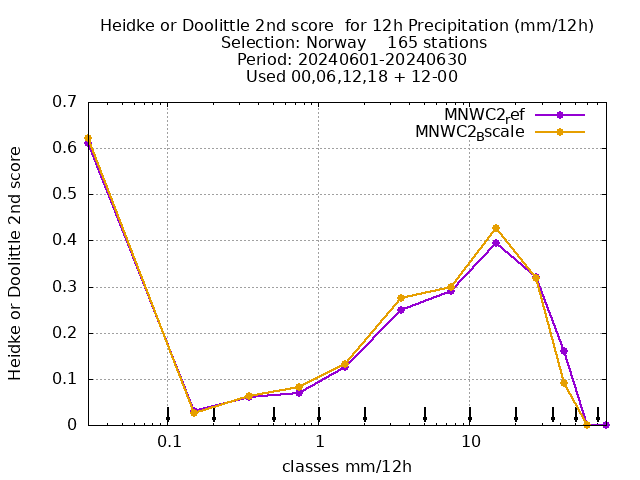 Heidke or Doolittle 2nd score  for 12h Precipitation (mm/12h)
Selection: Norway    165 stations
Period: 20240601-20240630
Used 00,06,12,18 + 12-00
MNWC2ref
MNWC2Bscale
0.7
0.6
0.5
0.4
0.3
0.2
0.1
0
Heidke or Doolittle 2nd score
0.1 1 10
classes mm/12h